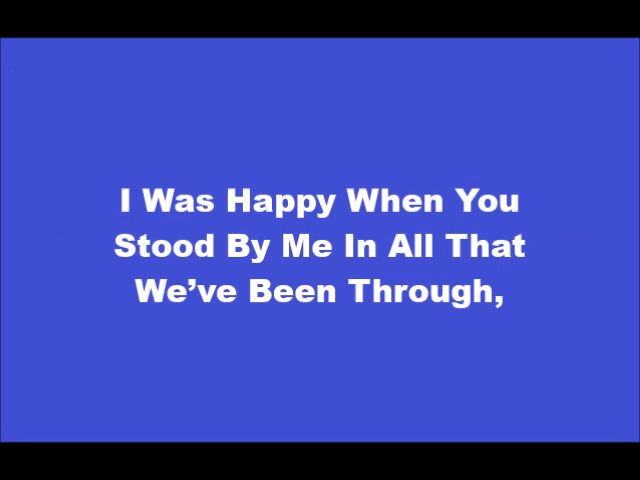 I Was Happy When You
Stood By Me In All That
We’ve Been Through,